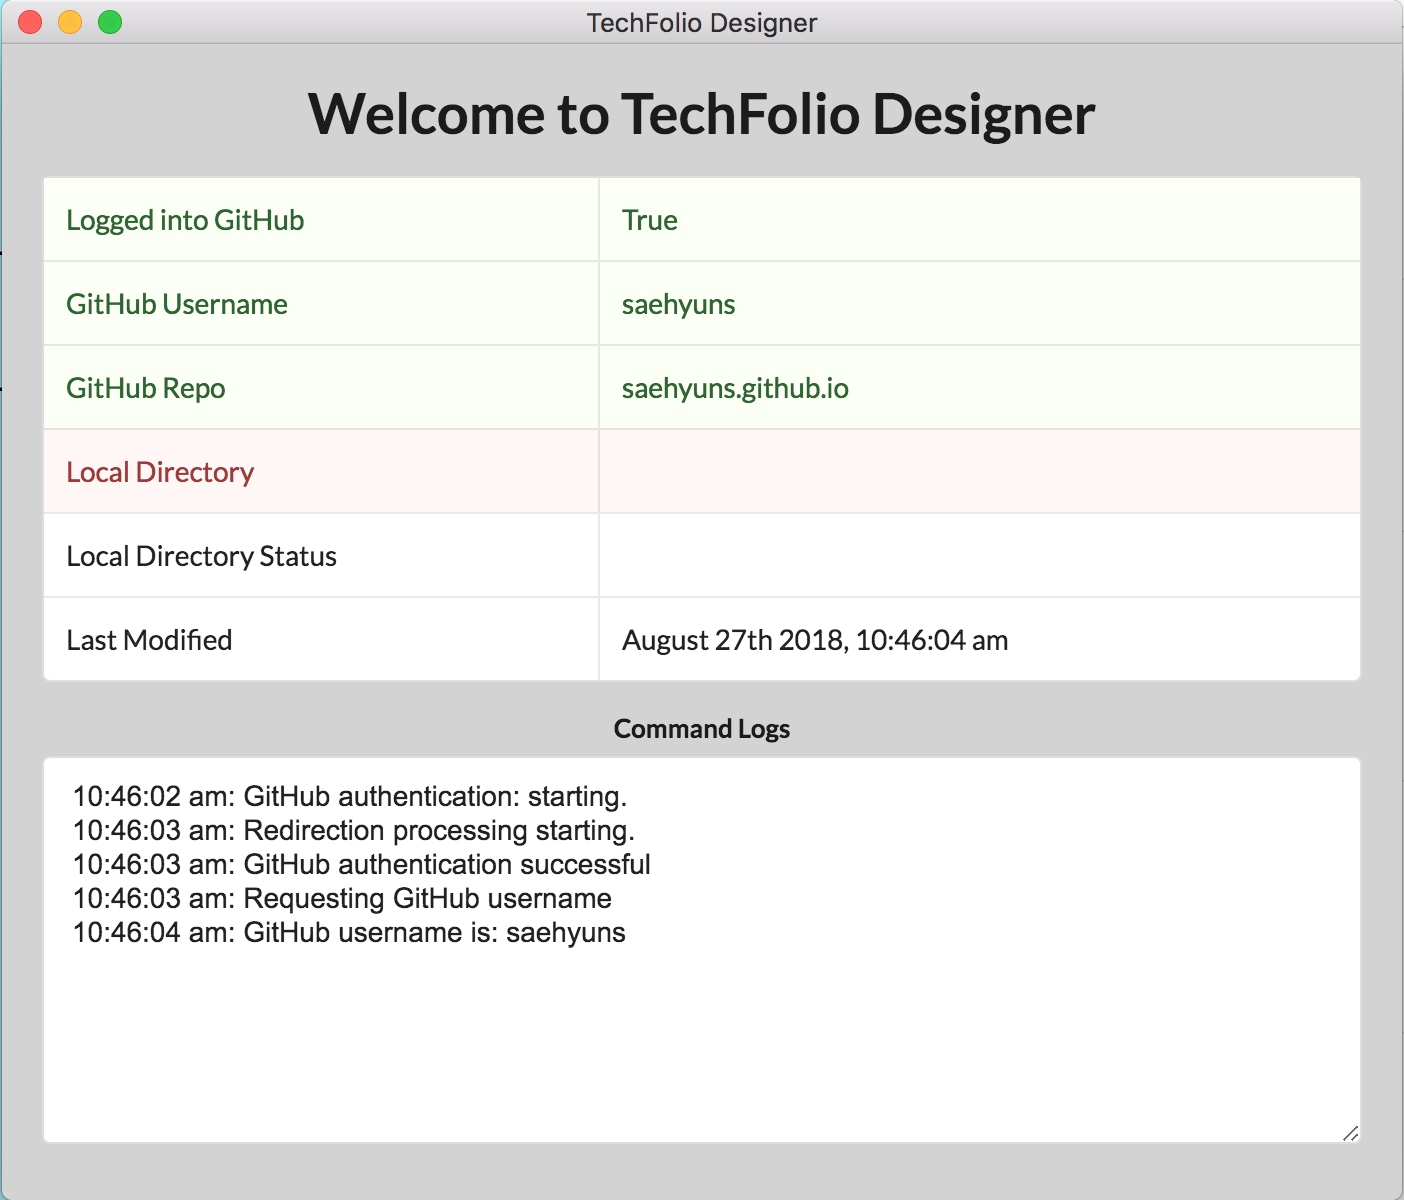 TechFolio Designer
Welcome to TechFolio Designer
Logged into GitHub True
GitHub Username saehyuns
GitHub Repo saehyuns.github.io
Local Directory
Local Directory Status
Last Modified August 27th 2018, 10:46:04 am
Command Logs
10:46:02 am: GitHub authentication: starting.
10:46:03 am: Redirection processing starting.
10:46:03 am: GitHub authentication successful
10:46:03 am: Requesting GitHub username
10:46:04 am: GitHub username is: saehyuns